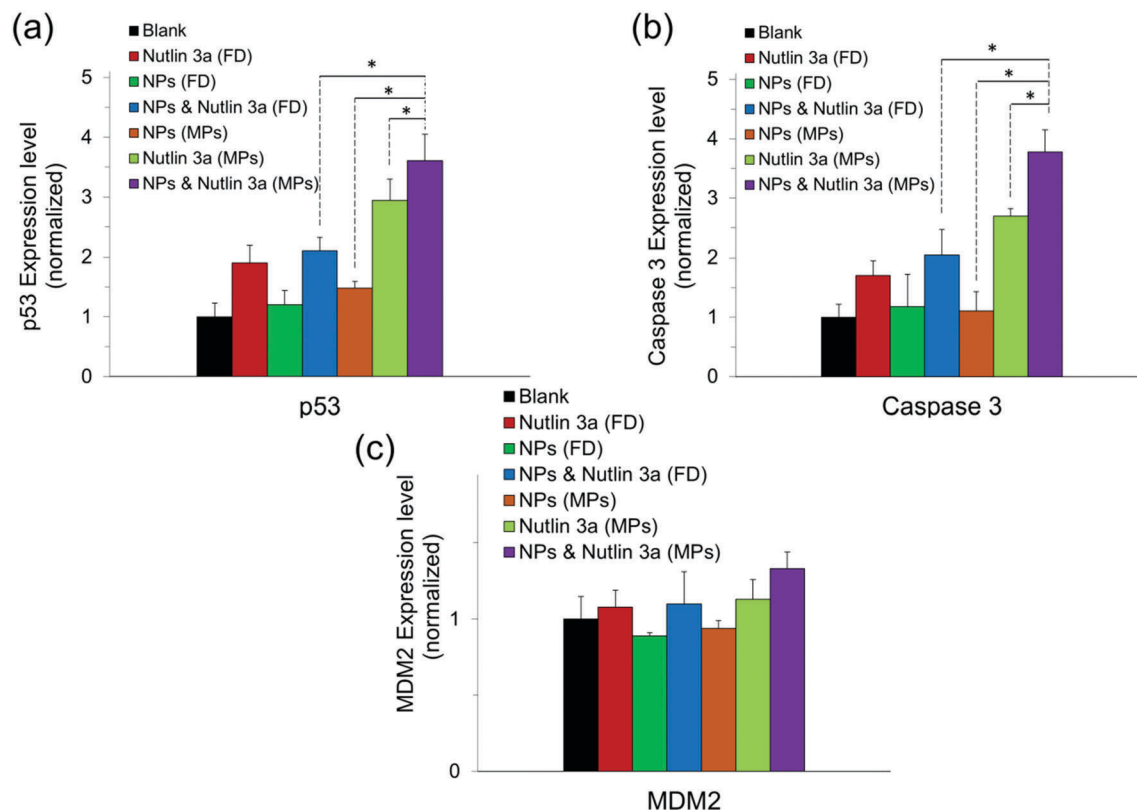 (a)
Blank
Nutlin 3a (FD)
NPs (FD)
NPs & Nutlin 3a (FD)
NPs (MPs)
Nutlin 3a (MPs)
NPs & Nutlin 3a (MPs)
p53 Expression level
(normalized)
5
4
3
2
1
0
*
*
*
p53
(b)
Blank
Nutlin 3a (FD)
NPs (FD)
NPs & Nutlin 3a (FD)
NPs (MPs)
Nutlin 3a (MPs)
NPs & Nutlin 3a (MPs)
Caspase 3 Expression level
(normalized)
5
4
3
2
1
0
*
*
*
Caspase 3
(c)
Blank
Nutlin 3a (FD)
NPs (FD)
NPs & Nutlin 3a (FD)
NPs (MPs)
Nutlin 3a (MPs)
NPs & Nutlin 3a (MPs)
MDM2 Expression level
(normalized)
1
0
MDM2